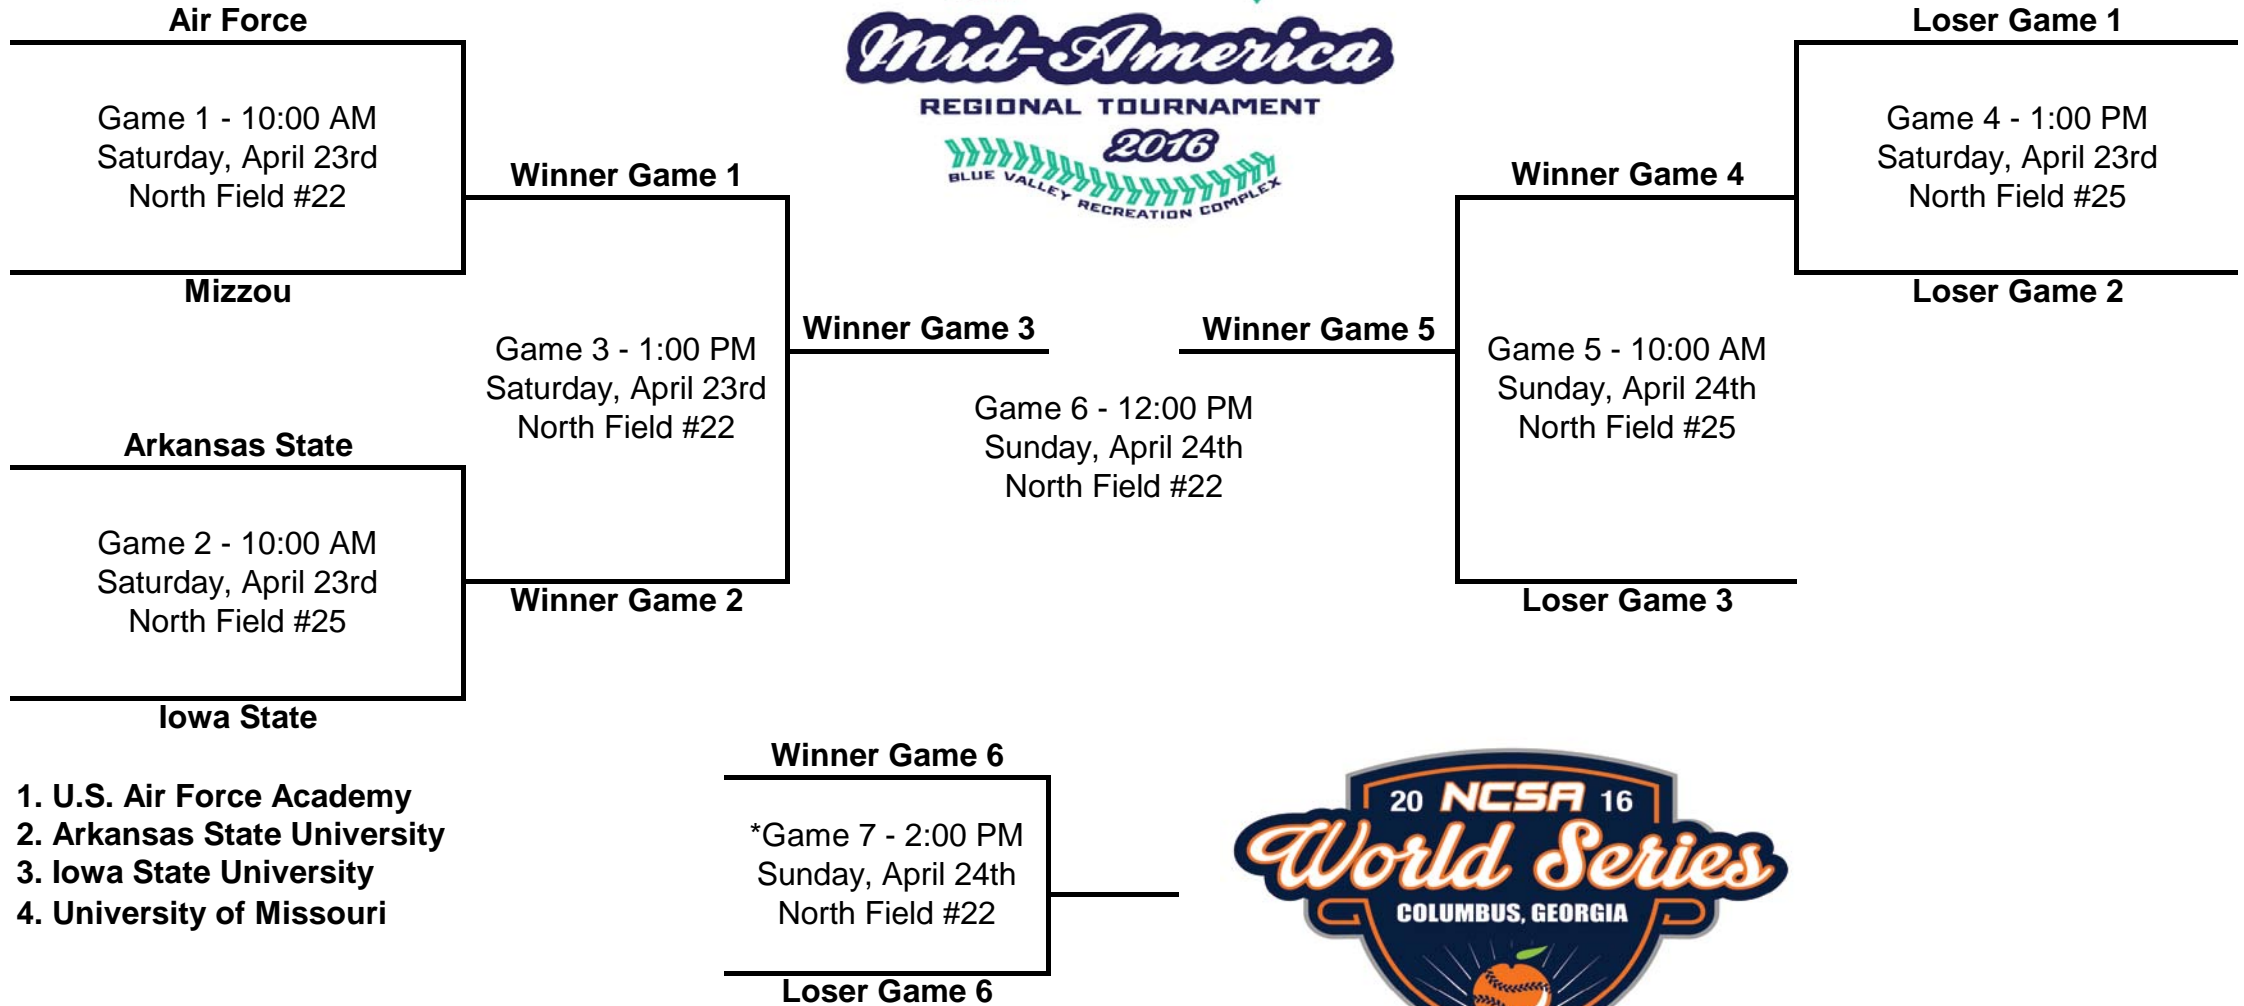 Air Force
Game 1 - 10:00 AM
Saturday, April 23rd
North Field #22
Mizzou
Arkansas State
Game 2 - 10:00 AM
Saturday, April 23rd
North Field #25
Iowa State
Winner Game 1
Game 3 - 1:00 PM
Saturday, April 23rd
North Field #22
Winner Game 2
Winner Game 3
Mid-America
REGIONAL TOURNAMENT
2016
BLUE VALLEY RECREATION COMPLEX
Winner Game 5
Game 6 - 12:00 PM
Sunday, April 24th
North Field #22
Winner Game 4
Game 5 - 10:00 AM
Sunday, April 24th
North Field #25
Loser Game 3
Loser Game 1
Game 4 - 1:00 PM
Saturday, April 23rd
North Field #25
Loser Game 2
1. U.S. Air Force Academy
2. Arkansas State University
3. Iowa State University
4. University of Missouri
Winner Game 6
*Game 7 - 2:00 PM
Sunday, April 24th
North Field #22
Loser Game 6
20 NCSA 16
World Series
COLUMBUS, GEORGIA